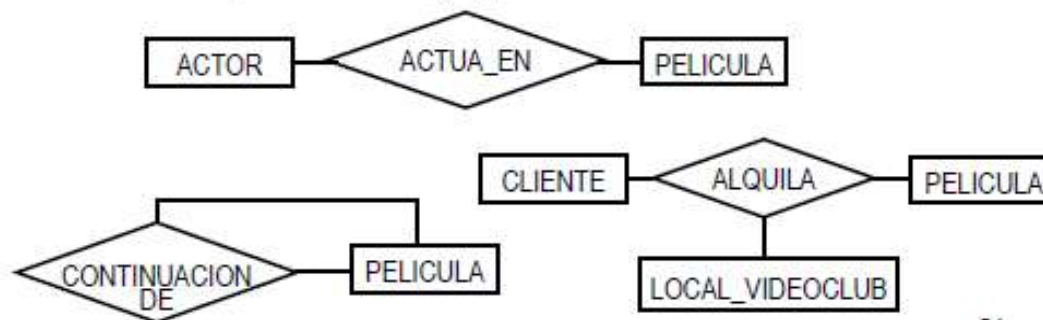 ACTOR
ACTUA_EN
PELICULA
CLIENTE
ALQUILA
PELICULA
CONTINUACION
DE
PELICULA
LOCAL_VIDEOCLUB